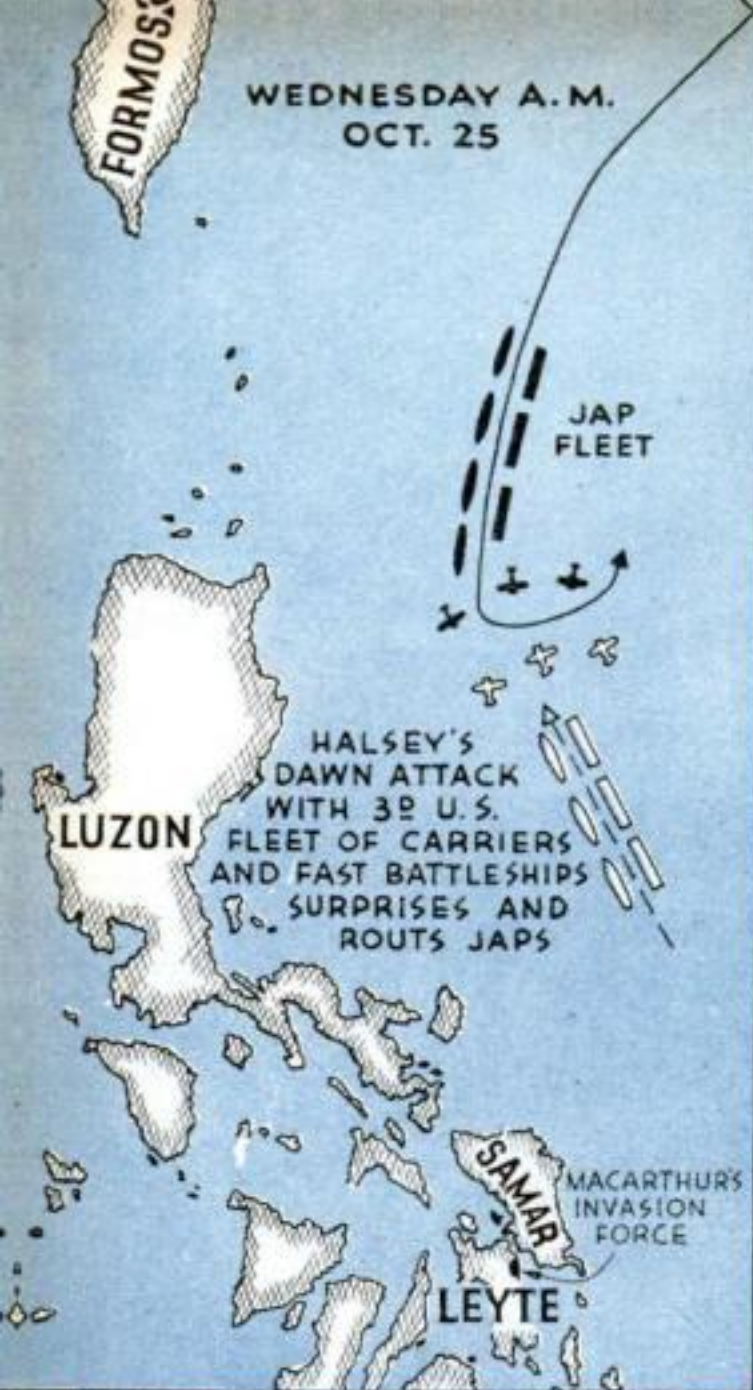 FORMOSA
WEDNESDAY A.M.
OCT. 25
JAP
FLEET
HALSEY'S
DAWN ATTACK
WITH 3D U.S.
FLEET OF CARRIERS
AND FAST BATTLESHIPS
SURPRISES AND
ROUTS JAPS
LUZON
SAMAR
MACARTHUR'S
INVASION
FORCE
LEYTE